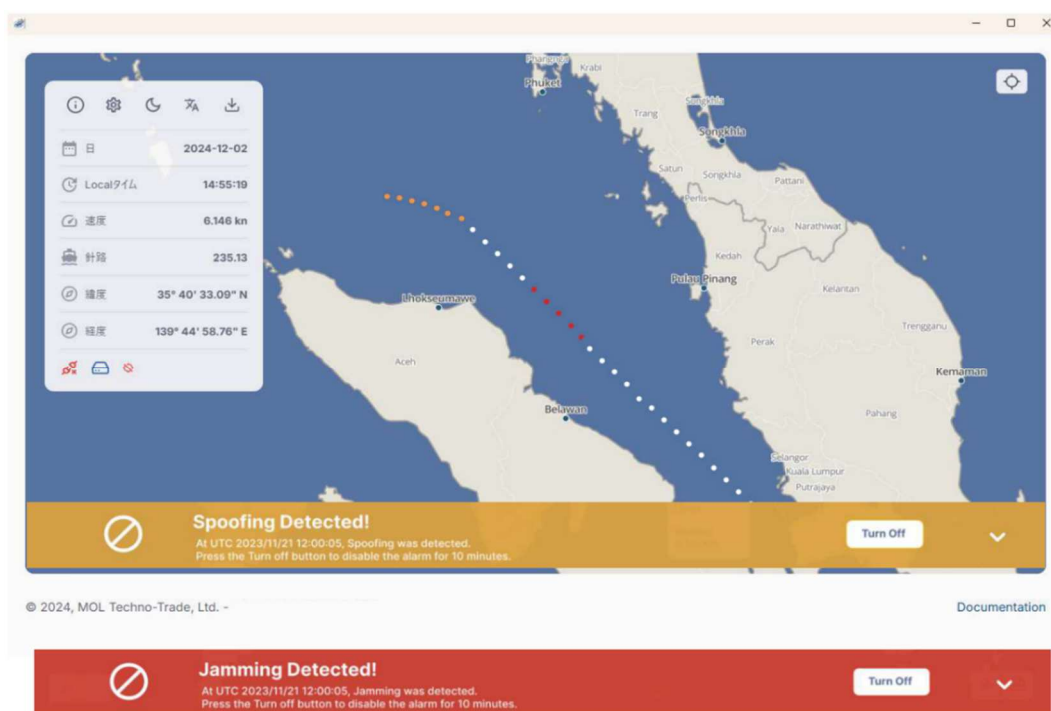 Phangnga
Krabi
Phuket
Trang
Songkhla
Songkhla
Satun
Songkhla
Pattani
Perlis
Yala
Narathiwat
Kedah
Pulau Pinang
Kelantan
Lhokseumawe
Trengganu
Perak
Aceh
Kemaman
Belawan
Pahang
Selangor
Kuala Lumpur
Putrajaya
日 2024-12-02
Localタイム 14:55:19
速度 6.146 kn
針路 235.13
緯度 35° 40' 33.09" N
経度 139° 44' 58.76" E
Spoofing Detected!
At UTC 2023/11/21 12:00:05, Spoofing was detected.
Press the Turn off button to disable the alarm for 10 minutes.
Turn Off
© 2024, MOL Techno-Trade, Ltd. -
Documentation
Jamming Detected!
At UTC 2023/11/21 12:00:05, Jamming was detected.
Press the Turn off button to disable the alarm for 10 minutes.
Turn Off